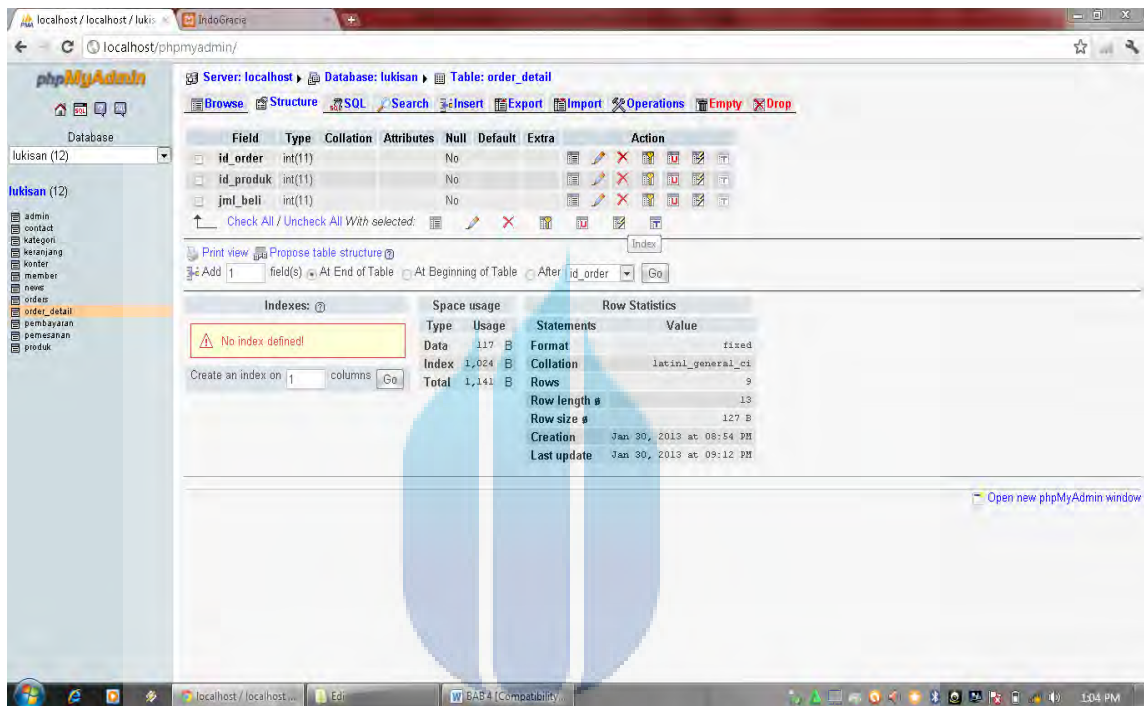 localhost / localhost / lukis
IndoGracia
localhost/phpmyadmin/
phpMyAdmin
Database
lukisan (12)
lukisan (12)
admin
contact
kategori
keranjang
konter
member
news
orders
order_detail
pembayaran
pemesanan
produk
Server: localhost Database: lukisan Table: order_detail
Browse Structure SQL Search Insert Export Import Operations Empty Drop
Field Type Collation Attributes Null Default Extra Action
id_order int(11) No
id_produk int(11) No
jml_beli int(11) No
Check All / Uncheck All With selected:
Index
Print view Propose table structure
Add 1 field(s) At End of Table At Beginning of Table After id_order Go
Indexes:
No index defined!
Create an index on 1 columns Go
Space usage
Type Usage
Data 117 B
Index 1,024 B
Total 1,141 B
Row Statistics
Statements Value
Format fixed
Collation latin1_general_ci
Rows 9
Row length ø 13
Row size ø 127 B
Creation Jan 30, 2013 at 08:54 PM
Last update Jan 30, 2013 at 09:12 PM
Open new phpMyAdmin window
localhost / localhost ...
Edi
BAB 4 [Compatibility
1:04 PM